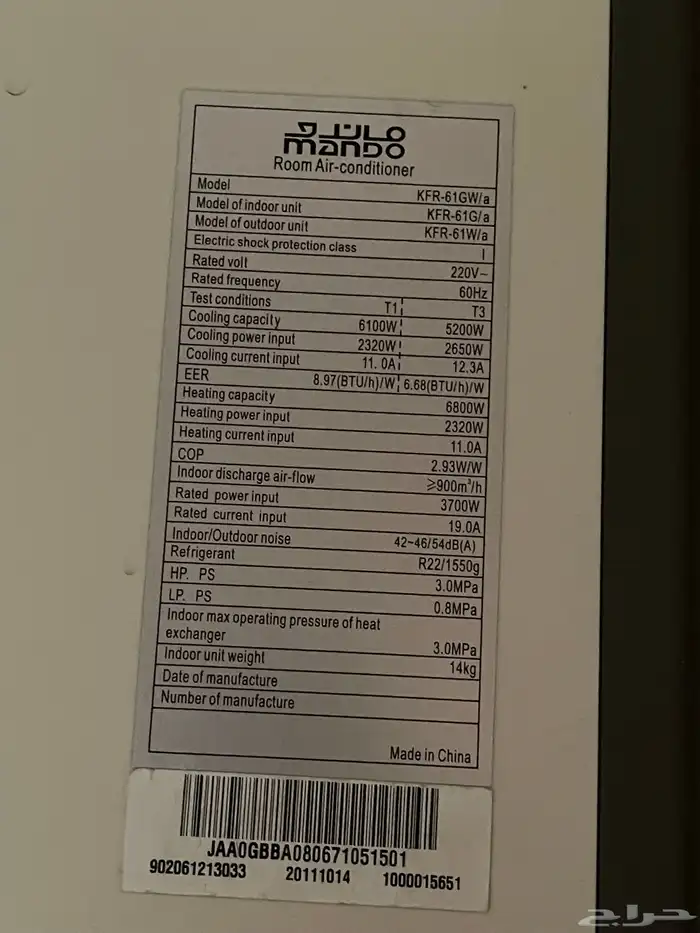 ماندو
manDo
Room Air-conditioner
Model KFR-61GW/a
Model of indoor unit KFR-61G/a
Model of outdoor unit KFR-61W/a
Electric shock protection class I
Rated volt 220V~
Rated frequency 60Hz
Test conditions T1 T3
Cooling capacity 6100W 5200W
Cooling power input 2320W 2650W
Cooling current input 11.0A 12.3A
EER 8.97(BTU/h)/W 6.68(BTU/h)/W
Heating capacity 6800W
Heating power input 2320W
Heating current input 11.0A
COP 2.93W/W
Indoor discharge air-flow ≥900m³/h
Rated power input 3700W
Rated current input 19.0A
Indoor/Outdoor noise 42~46/54dB(A)
Refrigerant R22/1550g
HP. PS 3.0MPa
LP. PS 0.8MPa
Indoor max operating pressure of heat
exchanger 3.0MPa
Indoor unit weight 14kg
Date of manufacture
Number of manufacture
Made in China
JAA0GBBA080671051501
902061213033 20111014 1000015651
حراج